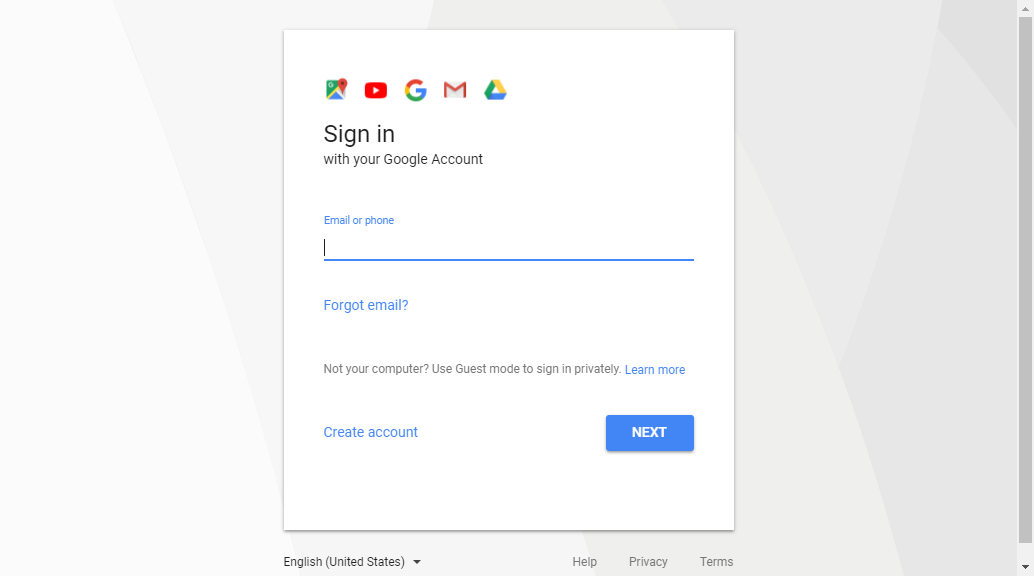 Sign in
with your Google Account
Email or phone
Forgot email?
Not your computer? Use Guest mode to sign in privately. Learn more
Create account NEXT
English (United States) Help Privacy Terms